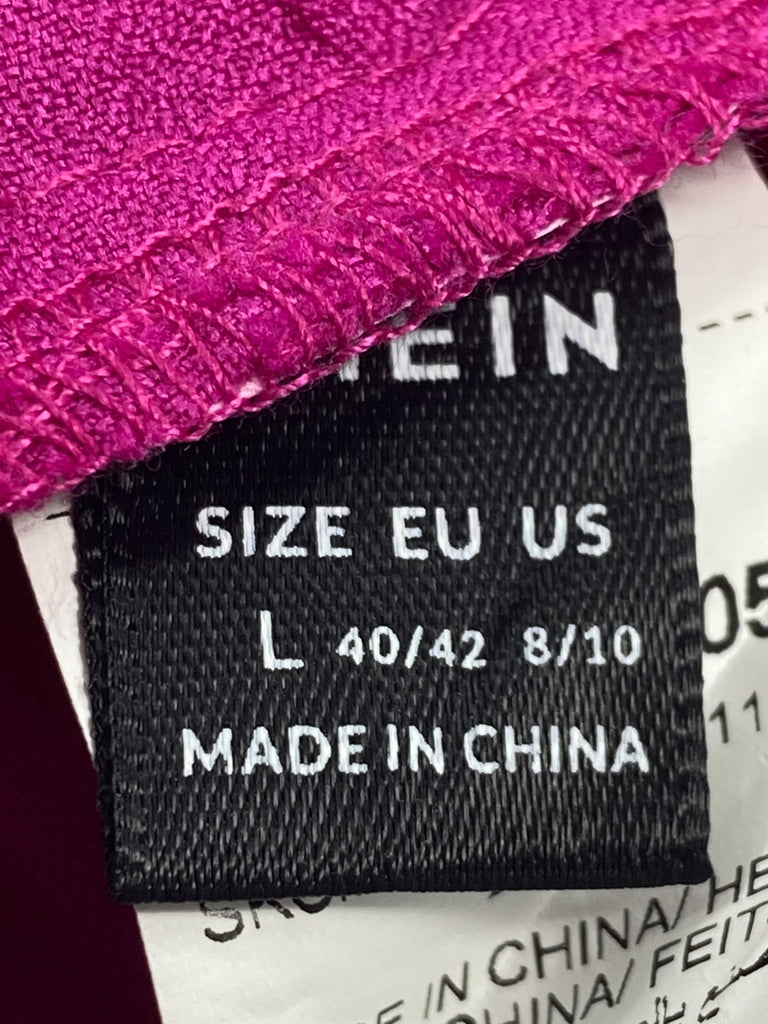 EIN
SIZE EU US
L 40/42 8/10
MADE IN CHINA
05
11
IN CHINA/ HE
CHINA/ FEIT